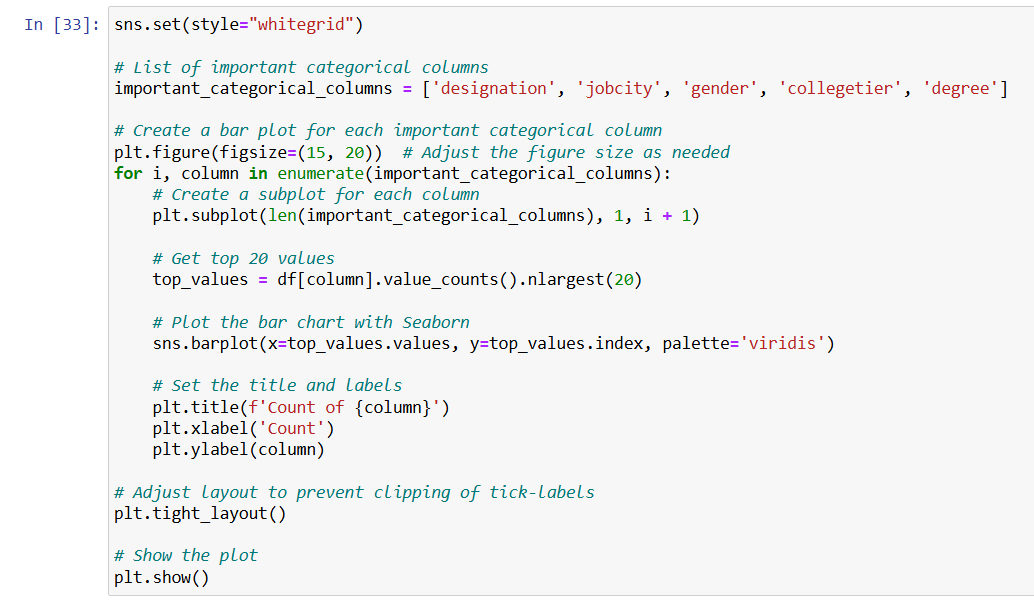 In [33]: sns.set(style="whitegrid")
# List of important categorical columns
important_categorical_columns = ['designation', 'jobcity', 'gender', 'collegetier', 'degree']
# Create a bar plot for each important categorical column
plt.figure(figsize=(15, 20))  # Adjust the figure size as needed
for i, column in enumerate(important_categorical_columns):
    # Create a subplot for each column
    plt.subplot(len(important_categorical_columns), 1, i + 1)
    # Get top 20 values
    top_values = df[column].value_counts().nlargest(20)
    # Plot the bar chart with Seaborn
    sns.barplot(x=top_values.values, y=top_values.index, palette='viridis')
    # Set the title and labels
    plt.title(f'Count of {column}')
    plt.xlabel('Count')
    plt.ylabel(column)
# Adjust layout to prevent clipping of tick-labels
plt.tight_layout()
# Show the plot
plt.show()